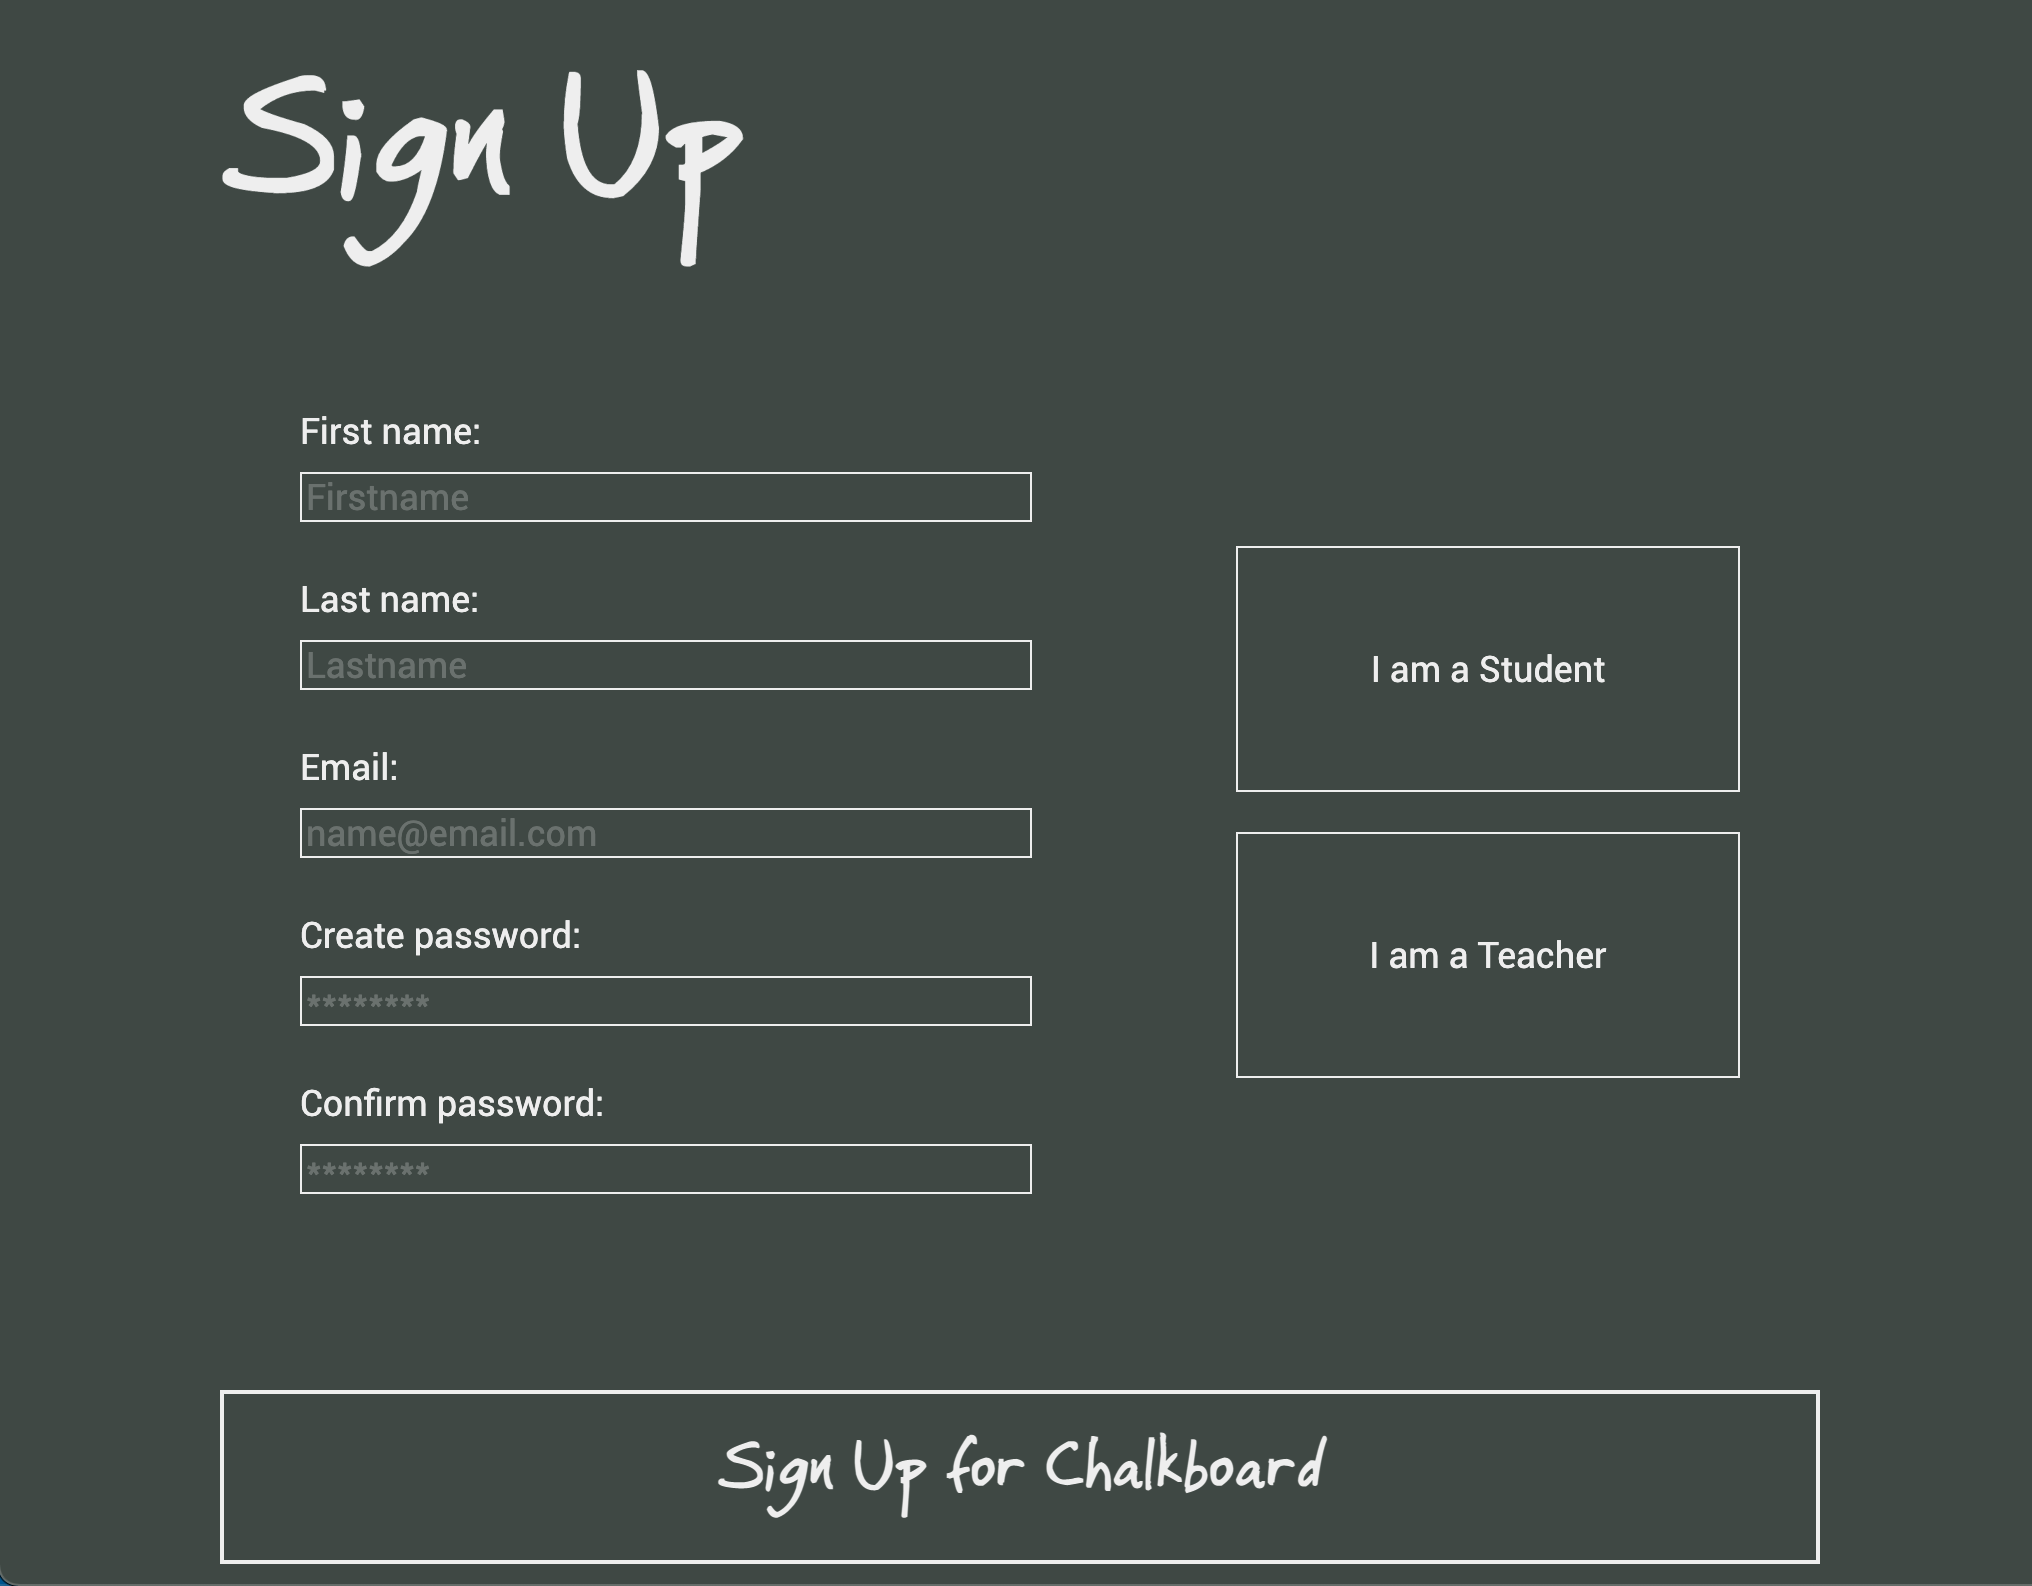 Sign Up
First name:
Firstname
Last name:
Lastname
Email:
name@email.com
Create password:
********
Confirm password:
********
I am a Student
I am a Teacher
Sign Up for Chalkboard